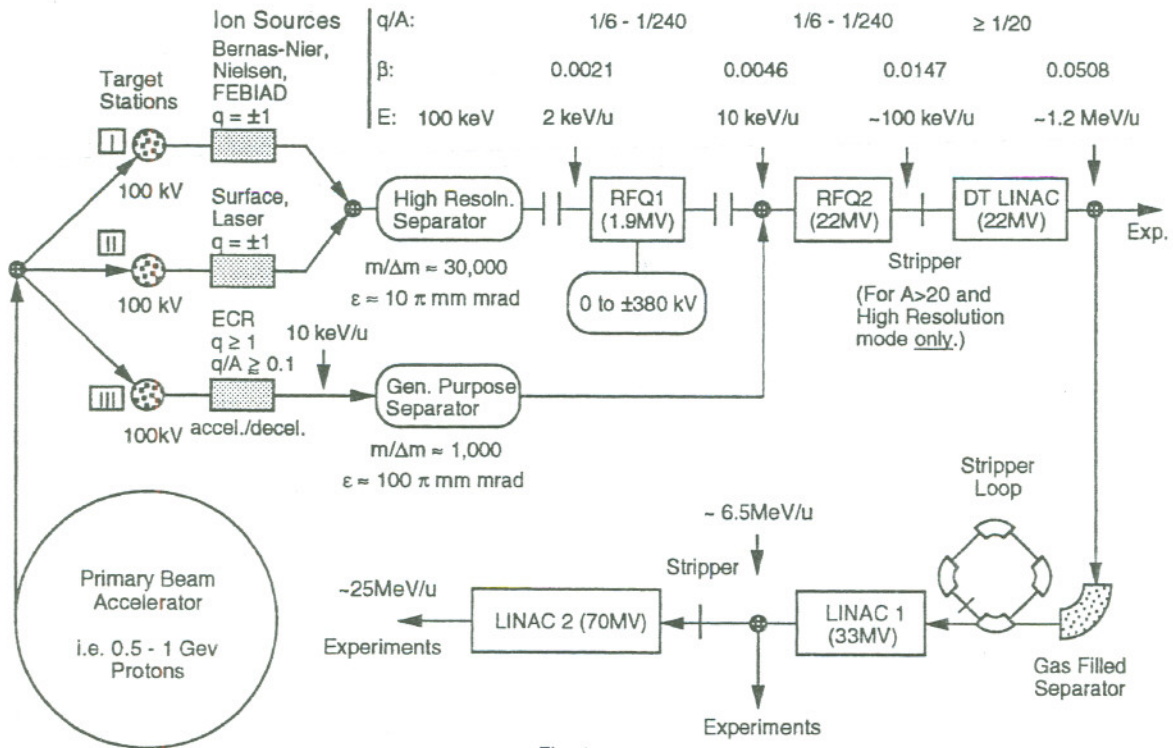 Ion Sources
Bernas-Nier,
Nielsen,
FEBIAD
q = ±1
q/A: 1/6 - 1/240 1/6 - 1/240 ≥ 1/20
β: 0.0021 0.0046 0.0147 0.0508
E: 100 keV 2 keV/u 10 keV/u ~100 keV/u ~1.2 MeV/u
Target
Stations
I
100 kV
Surface,
Laser
q = ±1
II
100 kV
High Resoln.
Separator
m/Δm ≈ 30,000
ε ≈ 10 π mm mrad
RFQ1
(1.9MV)
0 to ±380 kV
RFQ2
(22MV)
Stripper
(For A>20 and
High Resolution
mode only.)
DT LINAC
(22MV)
Exp.
ECR
q ≥ 1
q/A ≧ 0.1
10 keV/u
III
100kV
accel./decel.
Gen. Purpose
Separator
m/Δm ≈ 1,000
ε ≈ 100 π mm mrad
Primary Beam
Accelerator
i.e. 0.5 - 1 Gev
Protons
~25MeV/u
Experiments
LINAC 2 (70MV)
Stripper
~ 6.5MeV/u
Experiments
LINAC 1
(33MV)
Stripper
Loop
Gas Filled
Separator